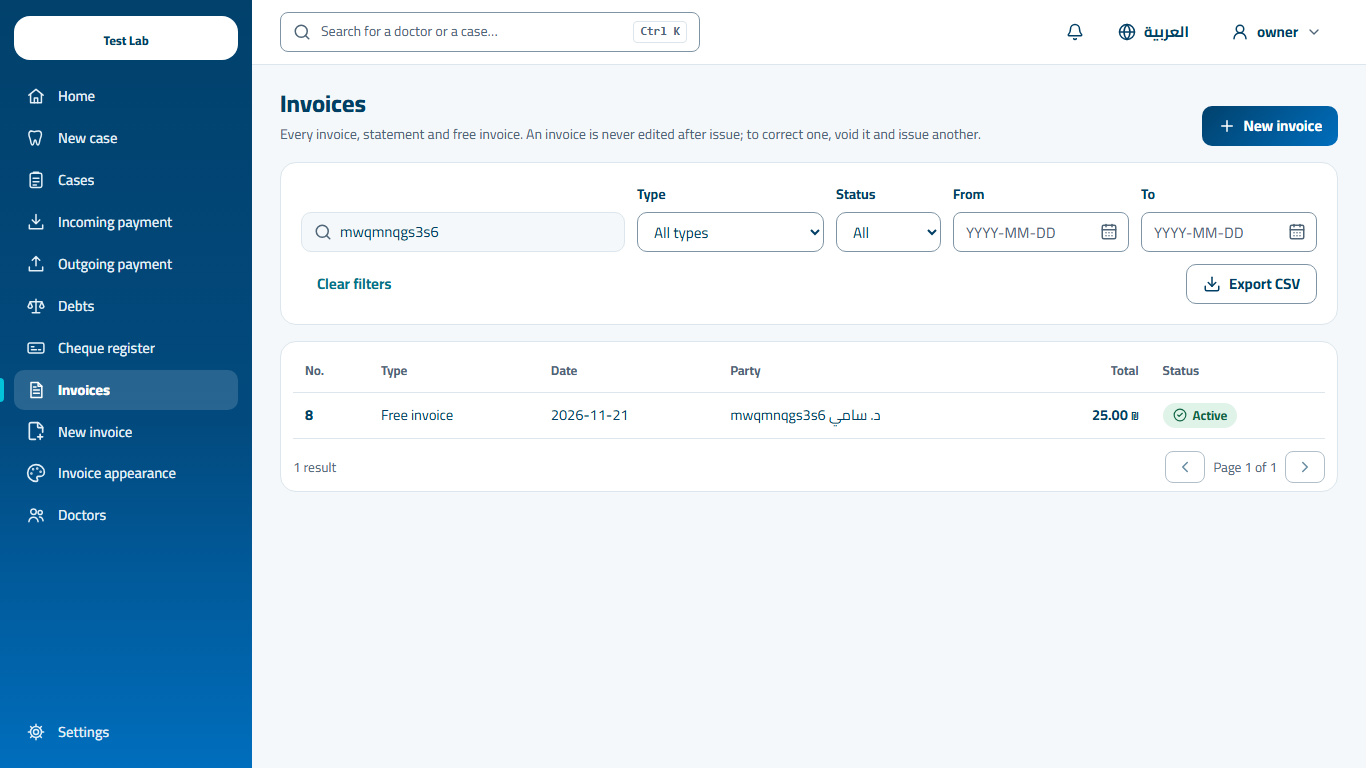 Test Lab
Search for a doctor or a case...
Ctrl K
العربية
owner
Home
New case
Cases
Incoming payment
Outgoing payment
Debts
Cheque register
Invoices
New invoice
Invoice appearance
Doctors
Settings
Invoices
Every invoice, statement and free invoice. An invoice is never edited after issue; to correct one, void it and issue another.
New invoice
Type
Status
From
To
mwqmnqgs3s6
All types
All
YYYY-MM-DD
YYYY-MM-DD
Clear filters
Export CSV
No. Type Date Party Total Status
8 Free invoice 2026-11-21 د. سامي mwqmnqgs3s6 25.00 ₪ Active
1 result
Page 1 of 1